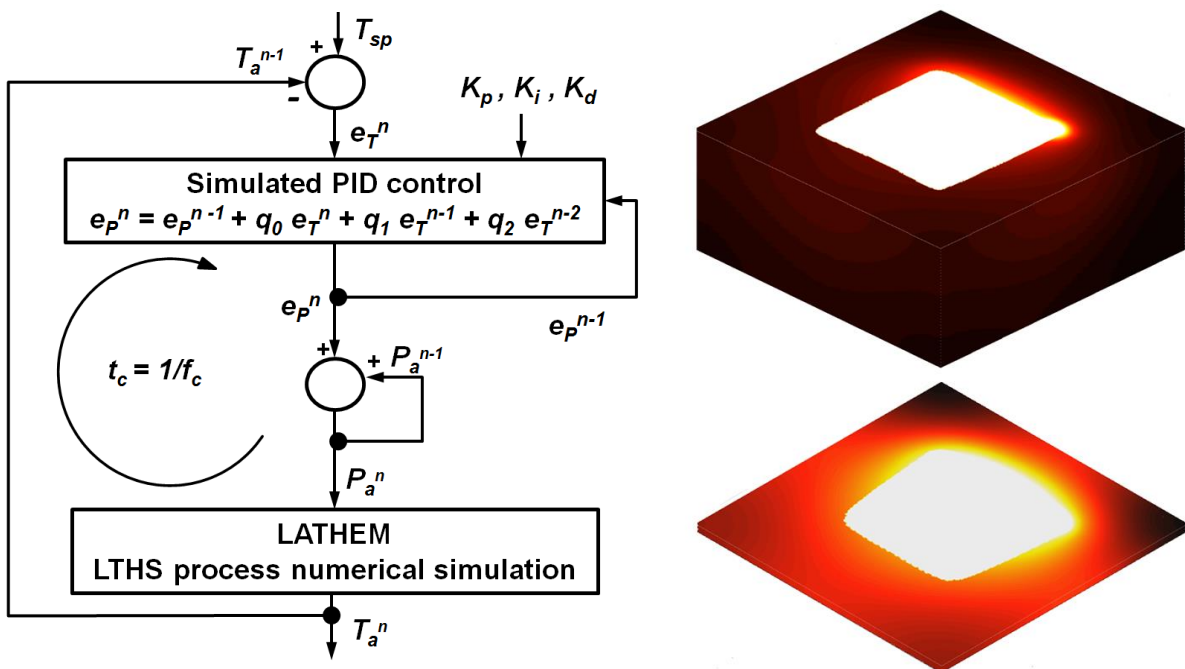 +
T_sp
T_a^{n-1}
-
K_p , K_i , K_d
e_T^n
Simulated PID control
e_P^n = e_P^{n-1} + q_0 e_T^n + q_1 e_T^{n-1} + q_2 e_T^{n-2}
e_P^n
e_P^{n-1}
+
+ P_a^{n-1}
t_c = 1/f_c
P_a^n
LATHEM
LTHS process numerical simulation
T_a^n